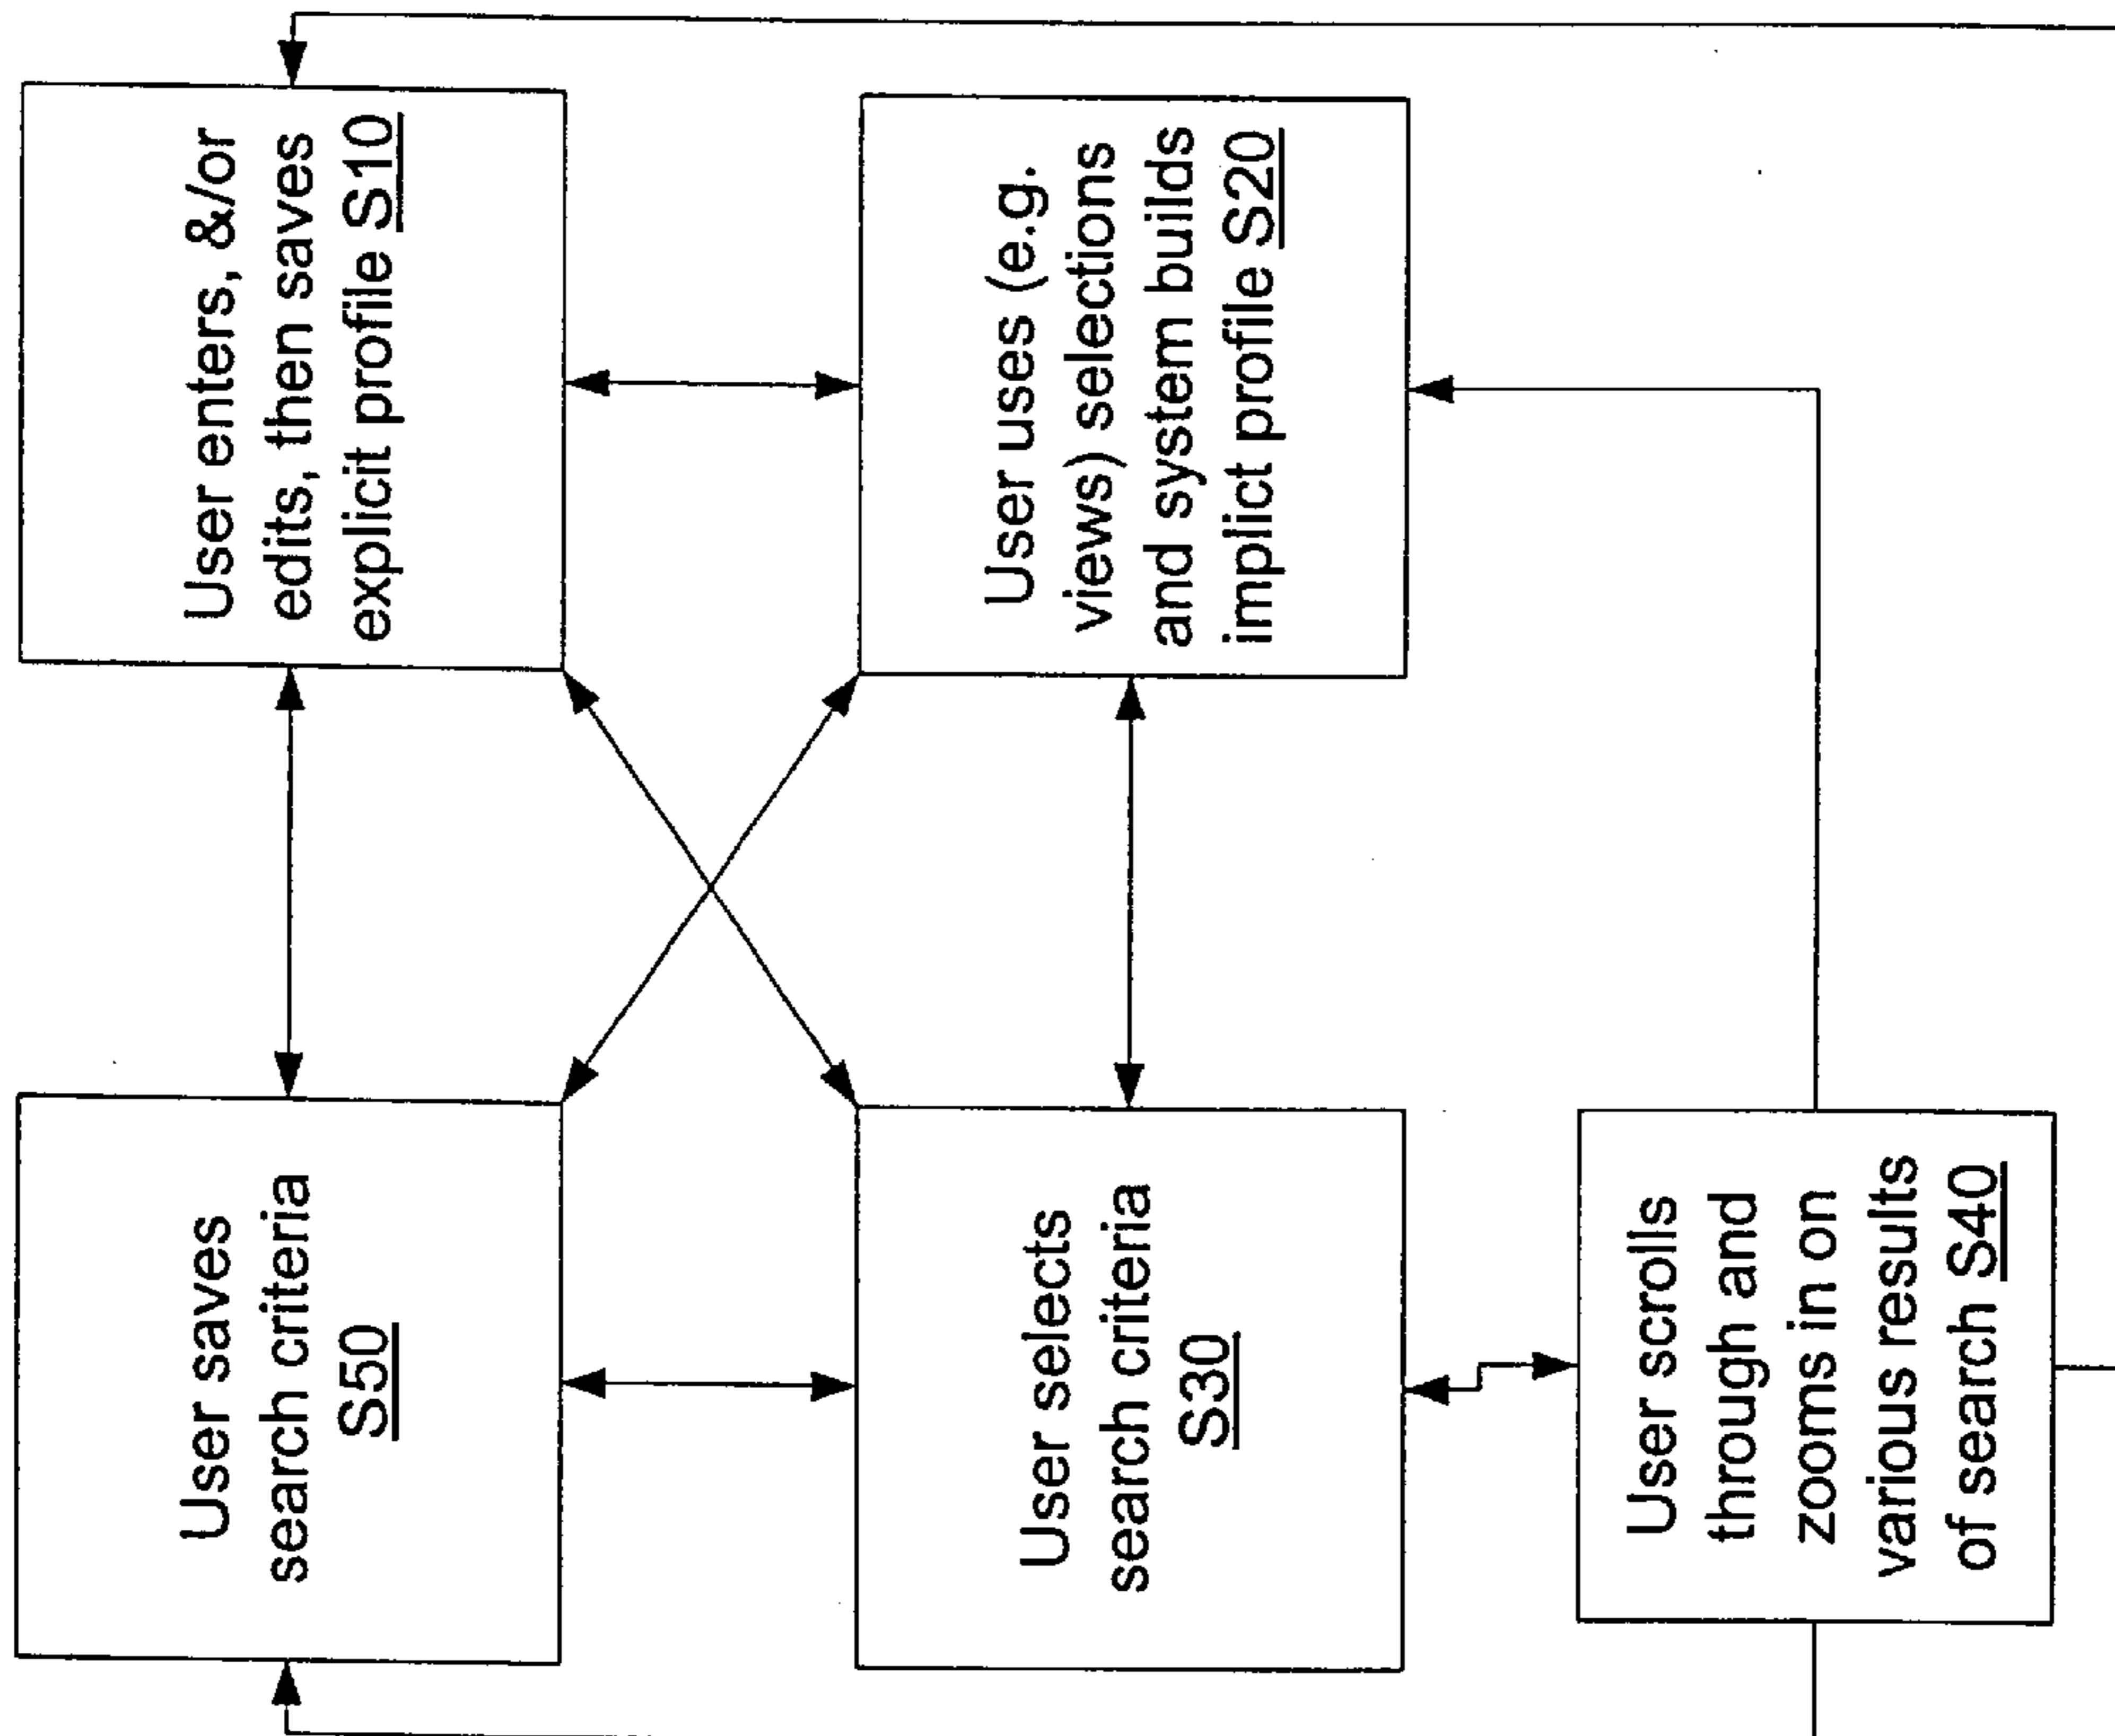 User saves
search criteria
S50
User enters, &/or
edits, then saves
explicit profile S10
User selects
search criteria
S30
User uses (e.g.
views) selections
and system builds
implict profile S20
User scrolls
through and
zooms in on
various results
of search S40